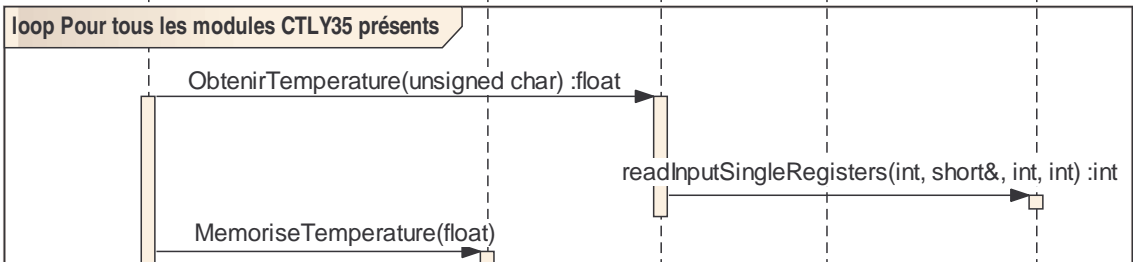 loop Pour tous les modules CTLY35 présents
ObtenirTemperature(unsigned char) :float
readInputSingleRegisters(int, short&, int, int) :int
MemoriseTemperature(float)